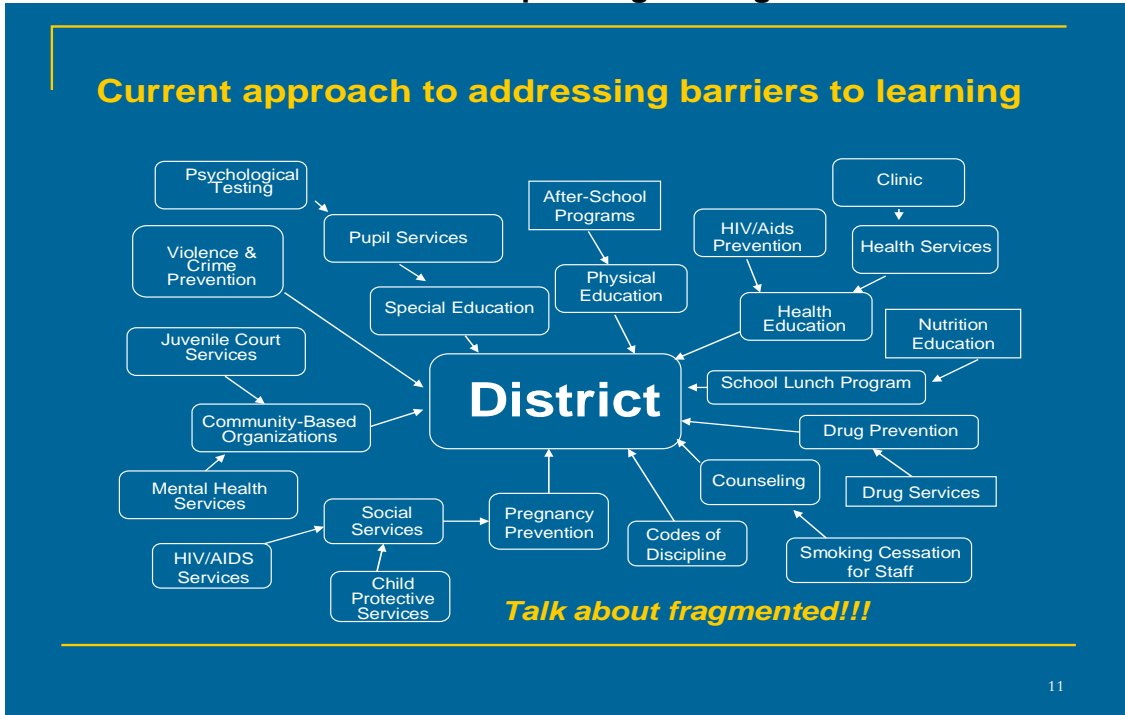 Current approach to addressing barriers to learning
Psychological
Testing
Clinic
After-School
Programs
Pupil Services
HIV/Aids
Prevention
Health Services
Violence &
Crime
Prevention
Physical
Education
Special Education
Health
Education
Nutrition
Education
Juvenile Court
Services
District
School Lunch Program
Community-Based
Organizations
Drug Prevention
Mental Health
Services
Counseling
Drug Services
Social
Services
Pregnancy
Prevention
Codes of
Discipline
Smoking Cessation
for Staff
HIV/AIDS
Services
Child
Protective
Services
Talk about fragmented!!!
11